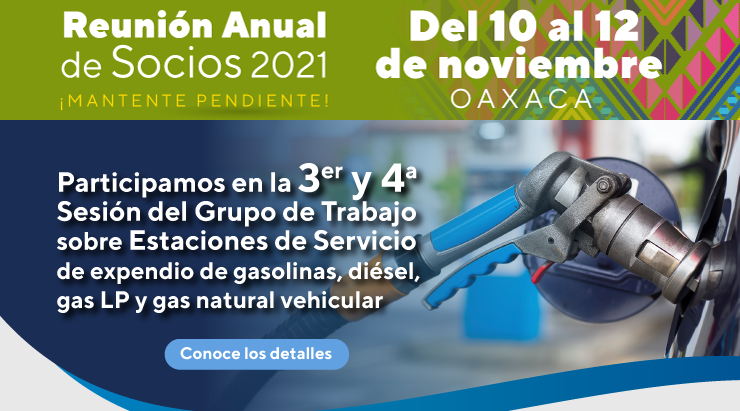 Reunión Anual
de Socios 2021
¡MANTENTE PENDIENTE!
Del 10 al 12
de noviembre
OAXACA
Participamos en la 3er y 4a
Sesión del Grupo de Trabajo
sobre Estaciones de Servicio
de expendio de gasolinas, diésel,
gas LP y gas natural vehicular
Conoce los detalles